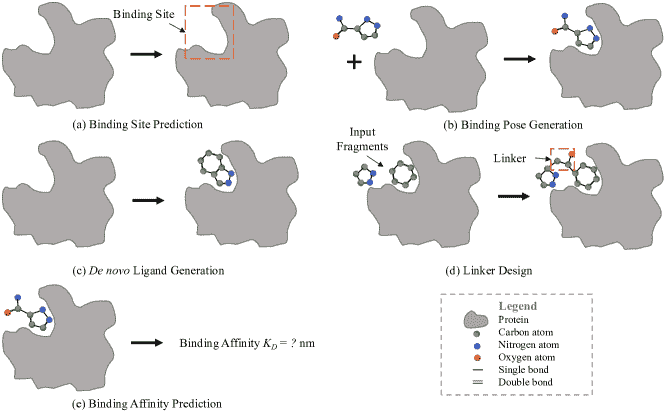 Binding Site
(a) Binding Site Prediction
+
(b) Binding Pose Generation
(c) De novo Ligand Generation
Input
Fragments
Linker
(d) Linker Design
Binding Affinity K_D = ? nm
(e) Binding Affinity Prediction
Legend
Protein
Carbon atom
Nitrogen atom
Oxygen atom
Single bond
Double bond